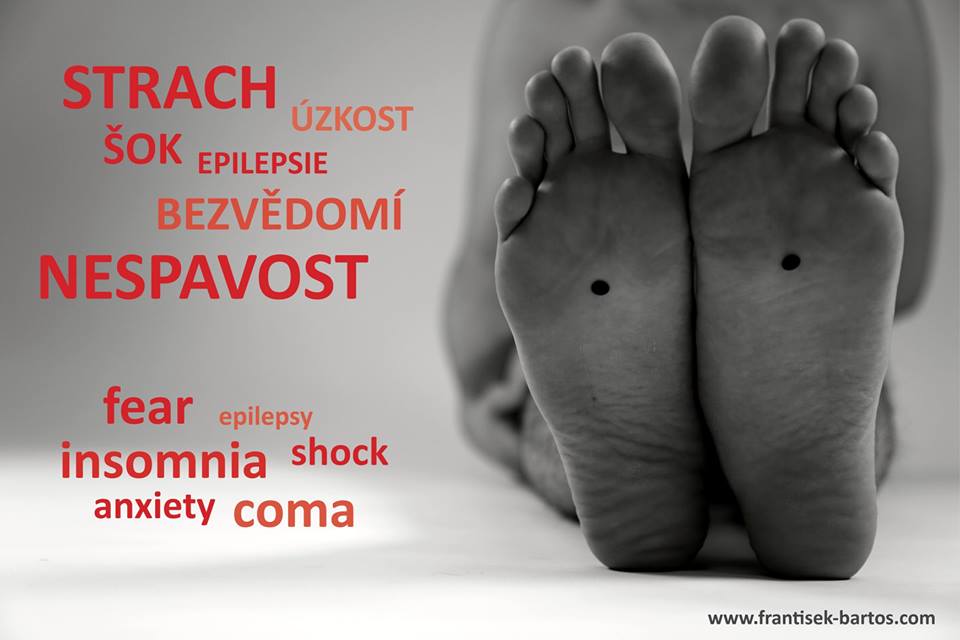 STRACH
ÚZKOST
ŠOK EPILEPSIE
BEZVĚDOMÍ
NESPAVOST
fear epilepsy
insomnia shock
anxiety coma
www.frantisek-bartos.com